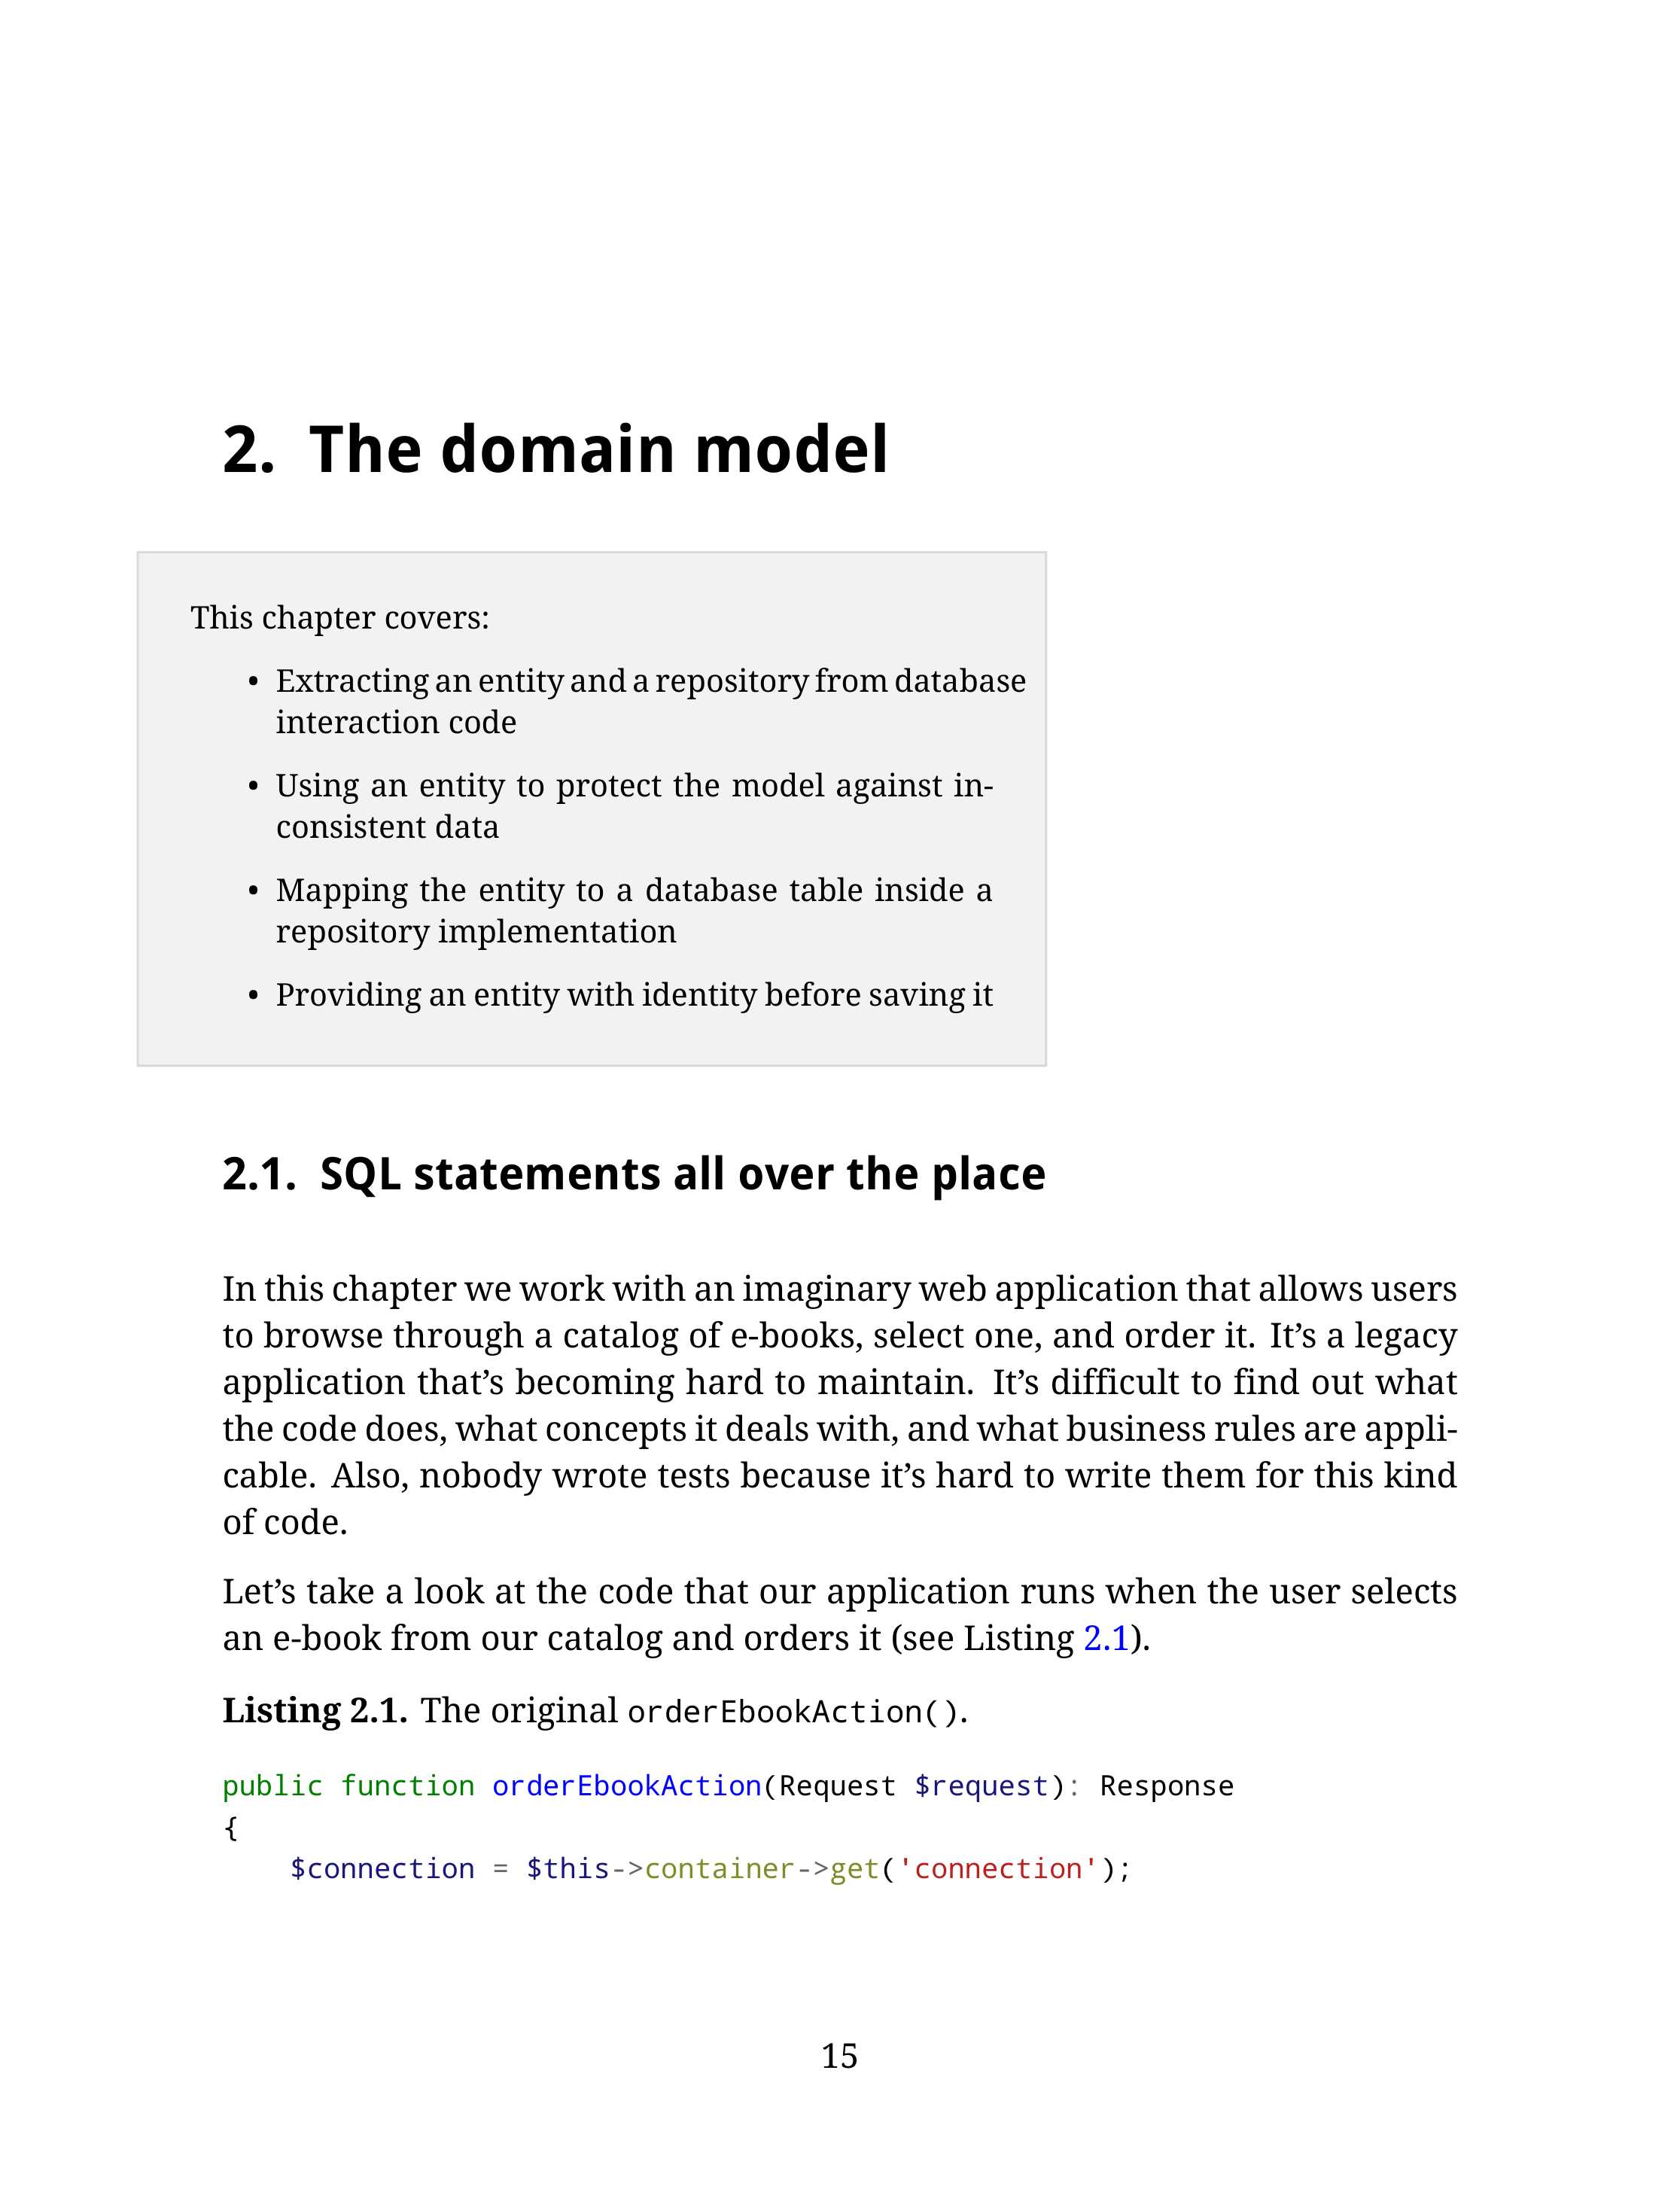 2. The domain model
This chapter covers:
• Extracting an entity and a repository from database
interaction code
• Using an entity to protect the model against in-
consistent data
• Mapping the entity to a database table inside a
repository implementation
• Providing an entity with identity before saving it
2.1. SQL statements all over the place
In this chapter we work with an imaginary web application that allows users
to browse through a catalog of e-books, select one, and order it. It’s a legacy
application that’s becoming hard to maintain. It’s difficult to find out what
the code does, what concepts it deals with, and what business rules are appli-
cable. Also, nobody wrote tests because it’s hard to write them for this kind
of code.
Let’s take a look at the code that our application runs when the user selects
an e-book from our catalog and orders it (see Listing 2.1).
Listing 2.1. The original orderEbookAction().
public function orderEbookAction(Request $request): Response
{
    $connection = $this->container->get('connection');
15